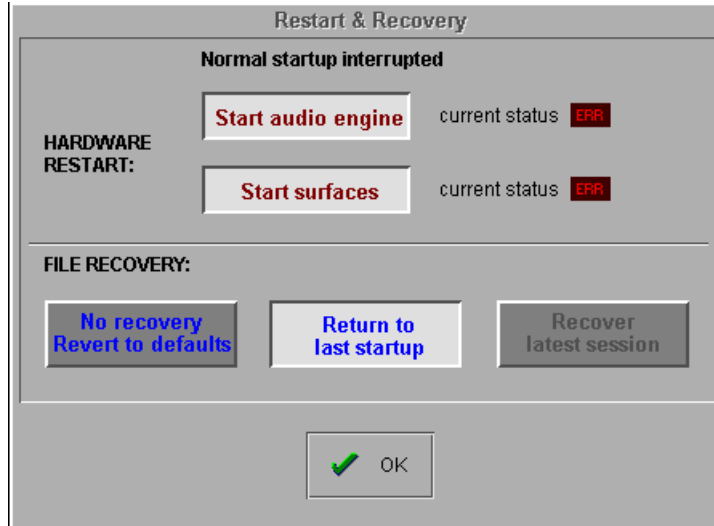 Restart & Recovery
Normal startup interrupted
Start audio engine
current status ERR
HARDWARE
RESTART:
Start surfaces
current status ERR
FILE RECOVERY:
No recovery
Revert to defaults
Return to
last startup
Recover
latest session
OK